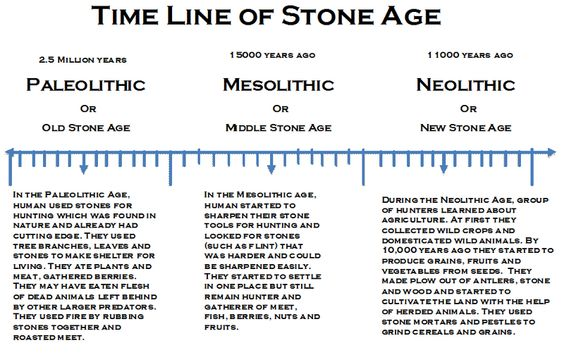 Time Line of Stone Age
2.5 Million years
Paleolithic
Or
Old Stone Age
15000 years ago
Mesolithic
Or
Middle Stone Age
11000 years ago
Neolithic
Or
New Stone Age
In the Paleolithic Age,
human used stones for
hunting which was found in
nature and already had
cutting edge. They used
tree branches, leaves and
stones to make shelter for
living. They ate plants and
meat, gathered berries.
They may have eaten flesh
of dead animals left behind
by other larger predators.
They used fire by rubbing
stones together and
roasted meet.
In the Mesolithic age,
human started to
sharpen their stone
tools for hunting and
looked for stones
(such as flint) that
was harder and could
be sharpened easily.
They started to settle
in one place but still
remain hunter and
gatherer of meet,
fish, berries, nuts and
fruits.
During the Neolithic Age, group
of hunters learned about
agriculture. At first they
collected wild crops and
domesticated wild animals. By
10,000 years ago they started to
produce grains, fruits and
vegetables from seeds. They
made plow out of antlers, stone
and wood and started to
cultivate the land with the help
of herded animals. They used
stone mortars and pestles to
grind cereals and grains.